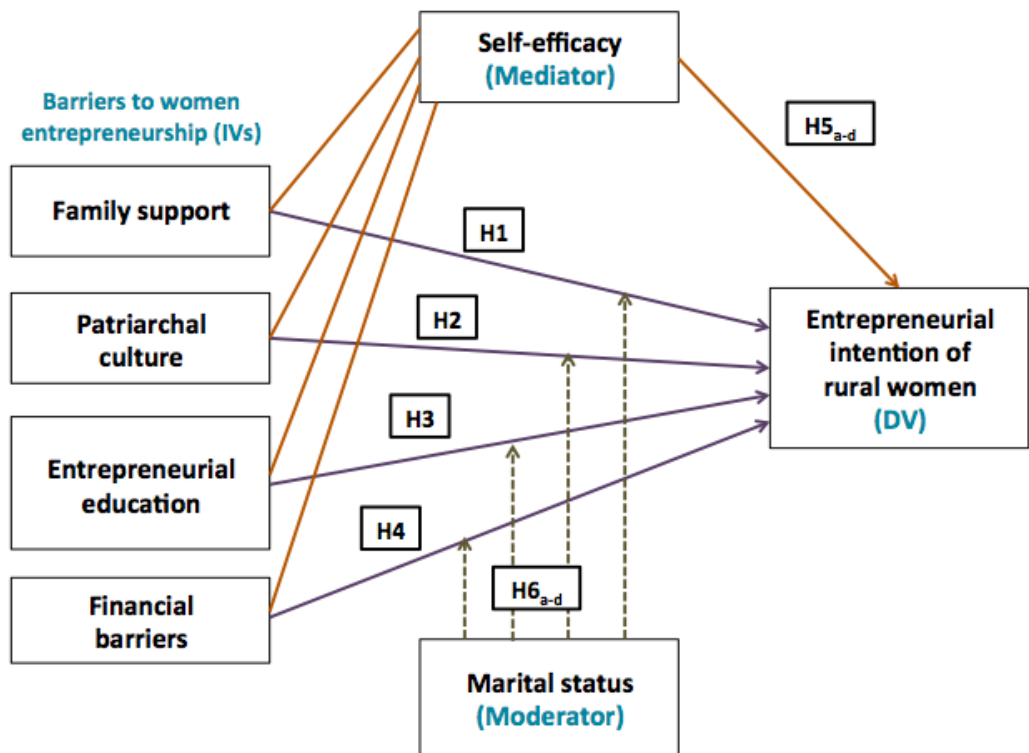 Self-efficacy
(Mediator)
Barriers to women
entrepreneurship (IVs)
H5a-d
Family support
H1
Patriarchal
culture
H2
Entrepreneurial
intention of
rural women
(DV)
H3
Entrepreneurial
education
H4
H6a-d
Financial
barriers
Marital status
(Moderator)